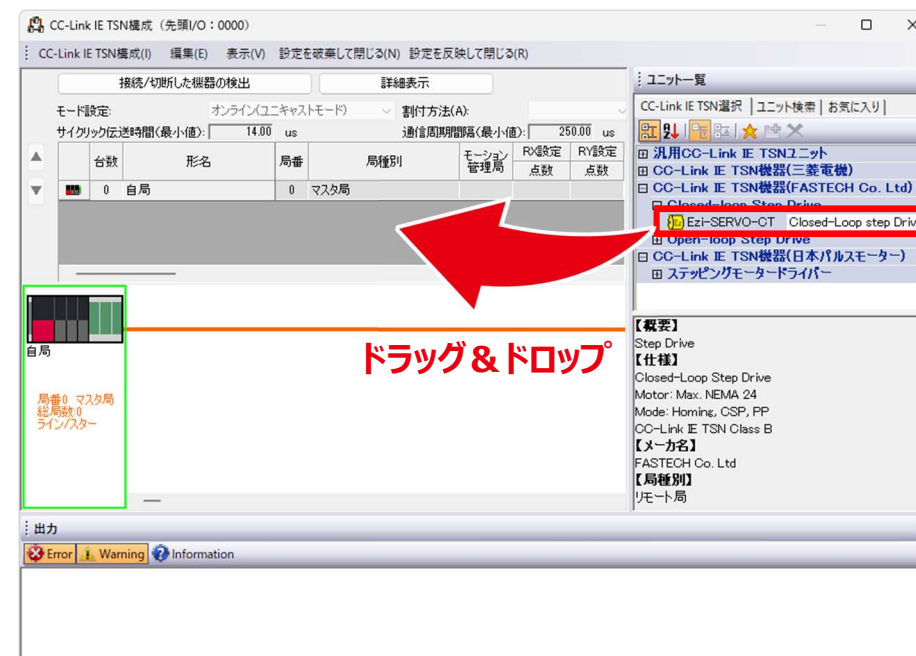 CC-Link IE TSN構成（先頭I/O：0000）
CC-Link IE TSN構成(I) 編集(E) 表示(V) 設定を破棄して閉じる(N) 設定を反映して閉じる(R)
接続/切断した機器の検出 詳細表示
モード設定: オンライン(ユニキャストモード) 割付方法(A):
サイクリック伝送時間(最小値): 14.00 us 通信周期間隔(最小値): 250.00 us
台数 形名 局番 局種別 モーション管理局 RX設定 RY設定
点数 点数
0 自局 0 マスタ局
ドラッグ＆ドロップ
自局
局番0 マスタ局
総局数:0
ライン/スター
ユニット一覧
CC-Link IE TSN選択 ユニット検索 お気に入り
汎用CC-Link IE TSNユニット
CC-Link IE TSN機器(三菱電機)
CC-Link IE TSN機器(FASTECH Co. Ltd)
Closed-loop Step Drive
Ezi-SERVO-CT Closed-Loop step Driv
Open-loop Step Drive
CC-Link IE TSN機器(日本パルスモーター)
ステッピングモータードライバー
【概要】
Step Drive
【仕様】
Closed-Loop Step Drive
Motor: Max. NEMA 24
Mode: Homing, CSP, PP
CC-Link IE TSN Class B
【メーカ名】
FASTECH Co. Ltd
【局種別】
リモート局
出力
Error Warning Information